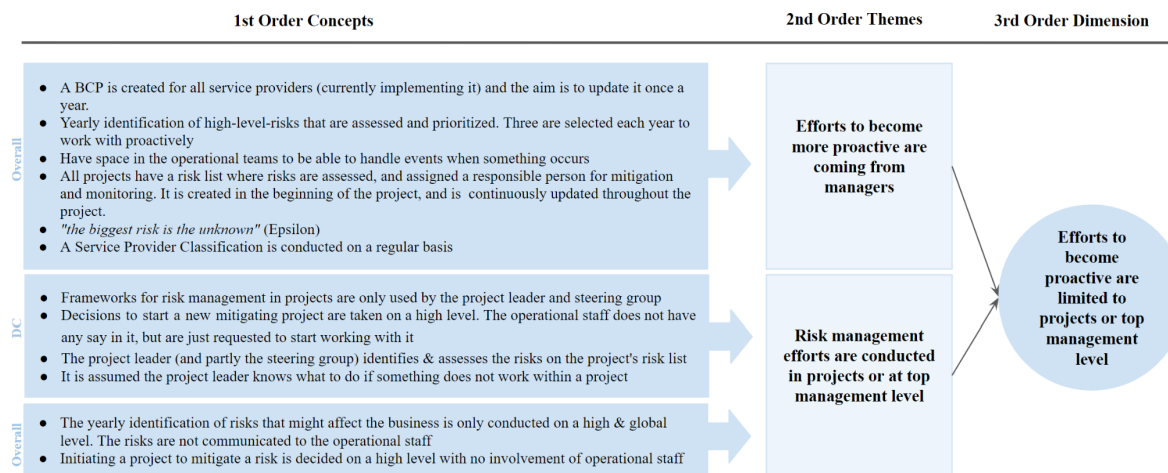 1st Order Concepts
2nd Order Themes
3rd Order Dimension
Overall
● A BCP is created for all service providers (currently implementing it) and the aim is to update it once a
year.
● Yearly identification of high-level-risks that are assessed and prioritized. Three are selected each year to
work with proactively
● Have space in the operational teams to be able to handle events when something occurs
● All projects have a risk list where risks are assessed, and assigned a responsible person for mitigation
and monitoring. It is created in the beginning of the project, and is continuously updated throughout the
project.
● "the biggest risk is the unknown" (Epsilon)
● A Service Provider Classification is conducted on a regular basis
Efforts to become
more proactive are
coming from
managers
DC
● Frameworks for risk management in projects are only used by the project leader and steering group
● Decisions to start a new mitigating project are taken on a high level. The operational staff does not have
any say in it, but are just requested to start working with it
● The project leader (and partly the steering group) identifies & assesses the risks on the project's risk list
● It is assumed the project leader knows what to do if something does not work within a project
Overall
● The yearly identification of risks that might affect the business is only conducted on a high & global
level. The risks are not communicated to the operational staff
● Initiating a project to mitigate a risk is decided on a high level with no involvement of operational staff
Risk management
efforts are conducted
in projects or at top
management level
Efforts to
become
proactive are
limited to
projects or top
management
level